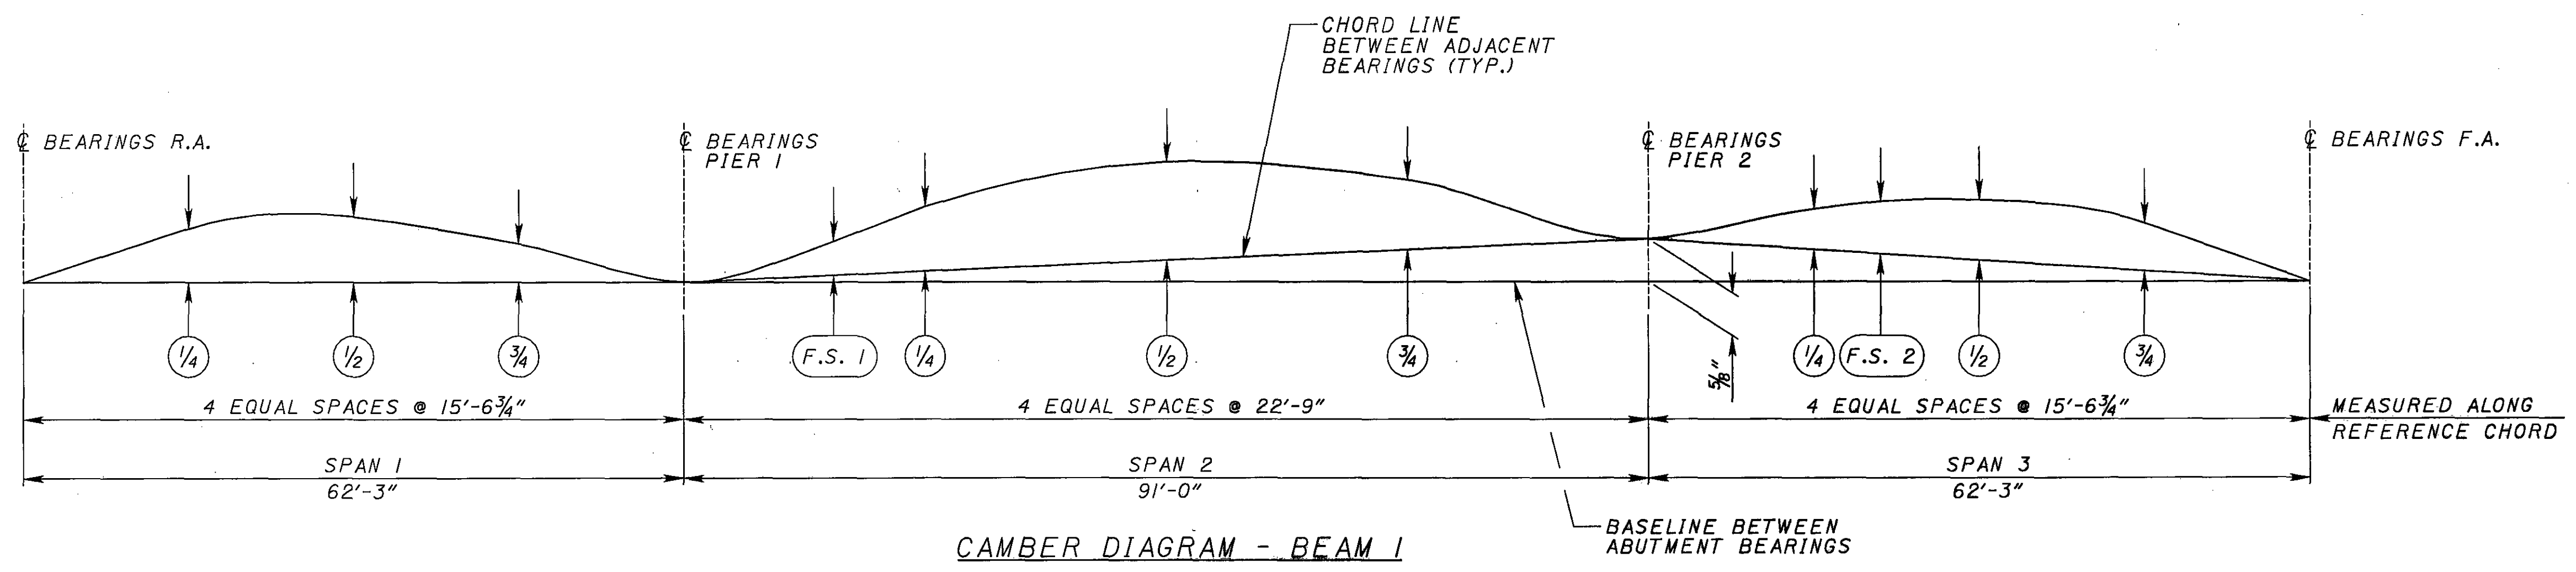 CHORD LINE
BETWEEN ADJACENT
BEARINGS (TYP.)
℄ BEARINGS R.A.
℄ BEARINGS
PIER 1
℄ BEARINGS
PIER 2
℄ BEARINGS F.A.
1/4
1/2
3/4
F.S. 1
1/4
1/2
3/4
5/8"
1/4
F.S. 2
1/2
3/4
4 EQUAL SPACES @ 15'-6 3/4"
4 EQUAL SPACES @ 22'-9"
4 EQUAL SPACES @ 15'-6 3/4"
MEASURED ALONG
REFERENCE CHORD
SPAN 1
62'-3"
SPAN 2
91'-0"
SPAN 3
62'-3"
BASELINE BETWEEN
ABUTMENT BEARINGS
CAMBER DIAGRAM - BEAM 1